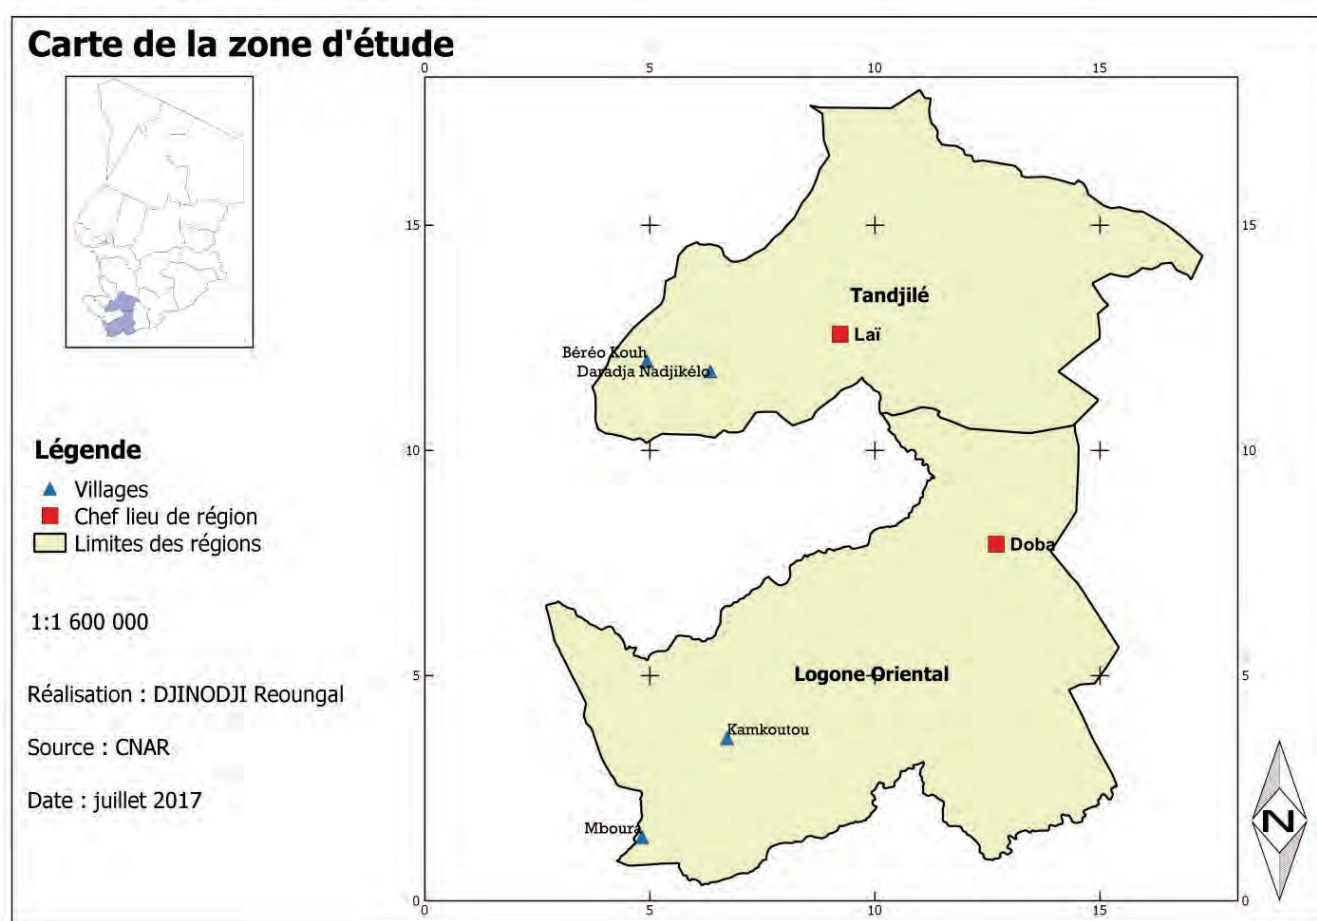 Carte de la zone d'étude
0 5 10 15
15 15
Tandjilé
Laï
Béréo Kouh
Daradja Nadjikélo
Légende
10 10
Villages
Chef lieu de région
Limites des régions
Doba
1:1 600 000
5 5
Logone Oriental
Réalisation : DJINODJI Reoungal
Kamkoutou
Source : CNAR
Date : juillet 2017
Mboura
N
0 0
0 5 10 15